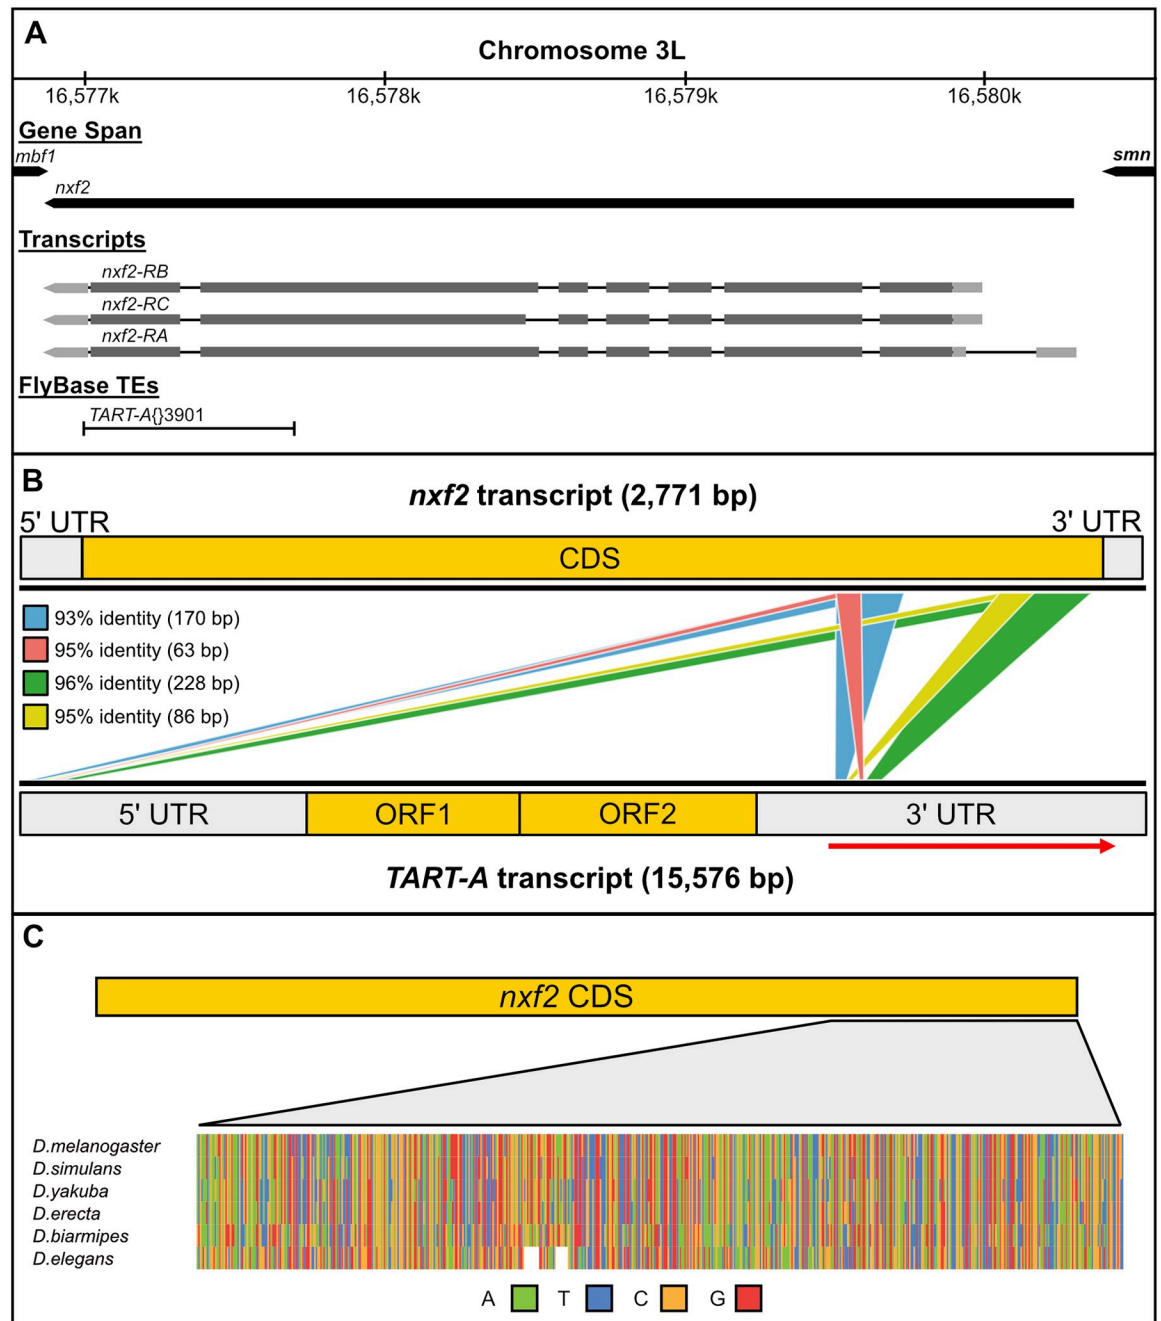 A
Chromosome 3L
16,577k 16,578k 16,579k 16,580k
Gene Span
mbf1 smn
nxf2
Transcripts
nxf2-RB
nxf2-RC
nxf2-RA
FlyBase TEs
TART-A{}3901
B
nxf2 transcript (2,771 bp)
5' UTR 3' UTR
CDS
93% identity (170 bp)
95% identity (63 bp)
96% identity (228 bp)
95% identity (86 bp)
5' UTR ORF1 ORF2 3' UTR
TART-A transcript (15,576 bp)
C
nxf2 CDS
D.melanogaster
D.simulans
D.yakuba
D.erecta
D.biarmipes
D.elegans
A T C G